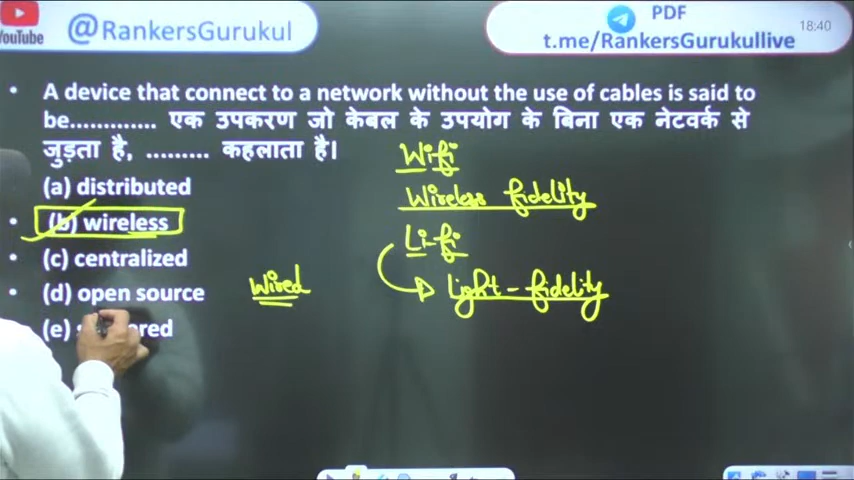 YouTube
@RankersGurukul
PDF
t.me/RankersGurukullive
18:40
• A device that connect to a network without the use of cables is said to
be............. एक उपकरण जो केबल के उपयोग के बिना एक नेटवर्क से
जुड़ता है, ......... कहलाता है।
(a) distributed
• (b) wireless
• (c) centralized
• (d) open source
(e)
Wifi
Wireless fidelity
Li-fi
Light - fidelity
Wired